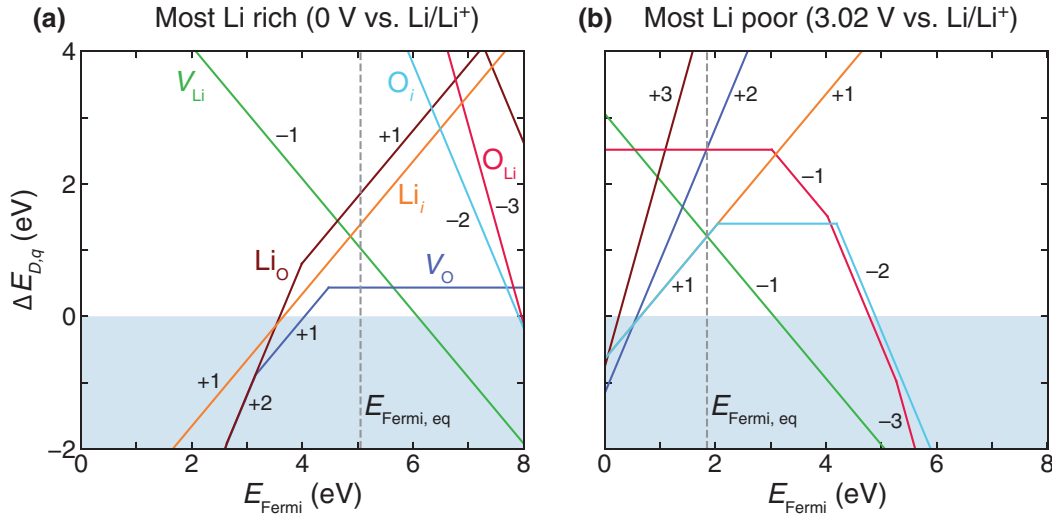 (a) Most Li rich (0 V vs. Li/Li⁺)
4
2
0
−2
ΔE_D,q (eV)
V_Li
−1
O_i
+1
O_Li
Li_i
−2
−3
Li_O
V_O
+1
+1
+2
E_Fermi, eq
0 2 4 6 8
E_Fermi (eV)
(b) Most Li poor (3.02 V vs. Li/Li⁺)
+3
+2
+1
−1
−2
+1
−1
E_Fermi, eq
−3
0 2 4 6 8
E_Fermi (eV)